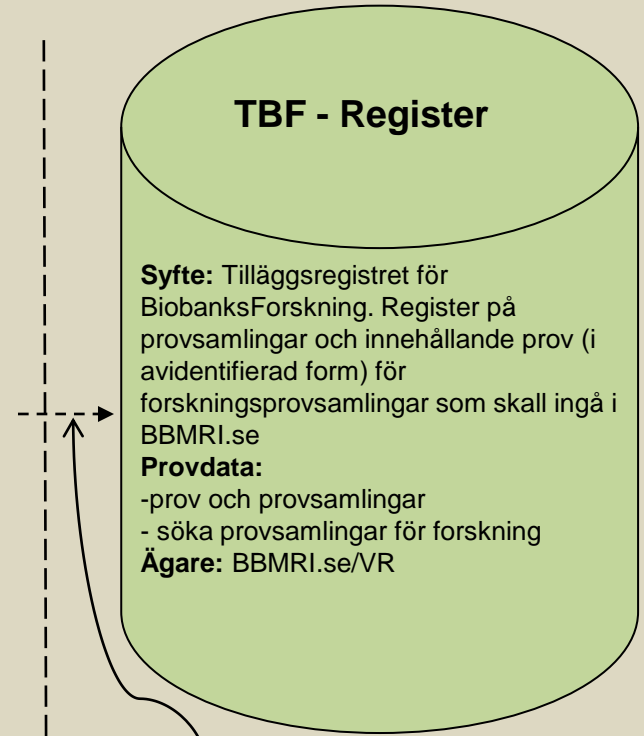 TBF - Register
Syfte: Tilläggsregistret för
BiobanksForskning. Register på
provsamlingar och innehållande prov (i
avidentifierad form) för
forskningsprovsamlingar som skall ingå i
BBMRI.se
Provdata:
-prov och provsamlingar
- söka provsamlingar för forskning
Ägare: BBMRI.se/VR